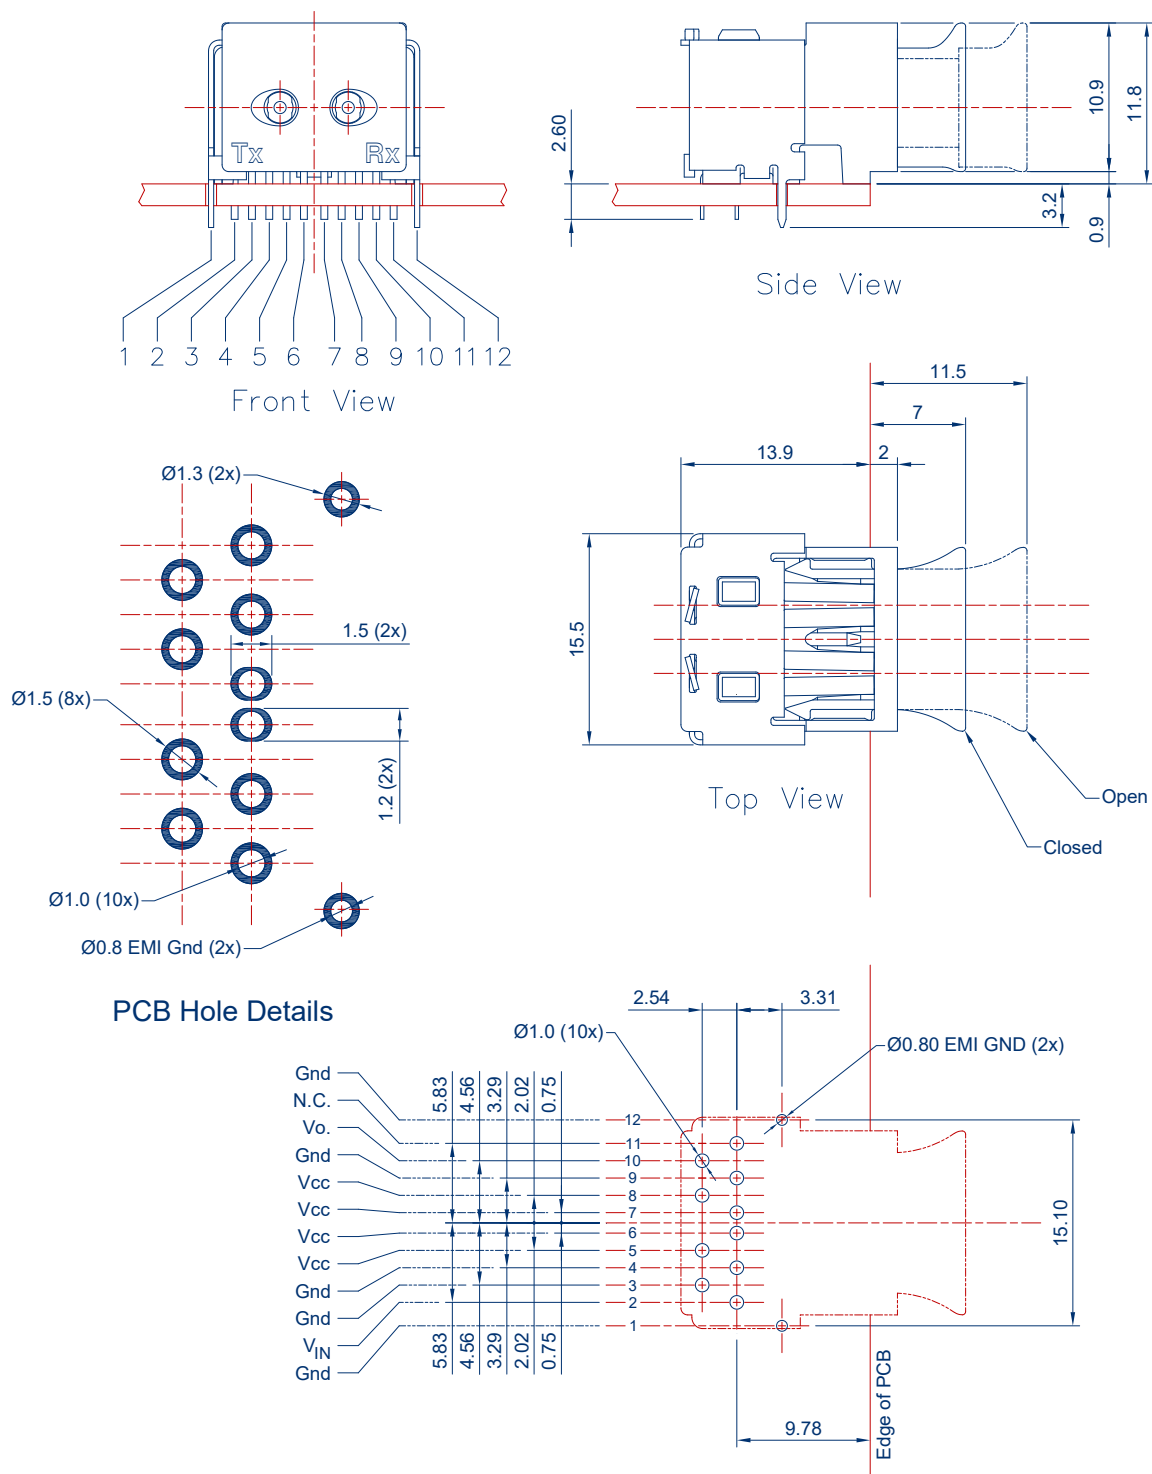 Tx Rx
1 2 3 4 5 6 7 8 9 10 11 12
Front View
2.60
10.9
11.8
3.2
0.9
Side View
11.5
7
13.9
2
15.5
Top View
Open
Closed
Ø1.3 (2x)
1.5 (2x)
Ø1.5 (8x)
1.2 (2x)
Ø1.0 (10x)
Ø0.8 EMI Gnd (2x)
PCB Hole Details
2.54
3.31
Ø1.0 (10x)
Ø0.80 EMI GND (2x)
Gnd
N.C.
Vo.
Gnd
Vcc
Vcc
Vcc
Vcc
Gnd
Gnd
VIN
Gnd
5.83
4.56
3.29
2.02
0.75
5.83
4.56
3.29
2.02
0.75
12
11
10
9
8
7
6
5
4
3
2
1
15.10
9.78
Edge of PCB